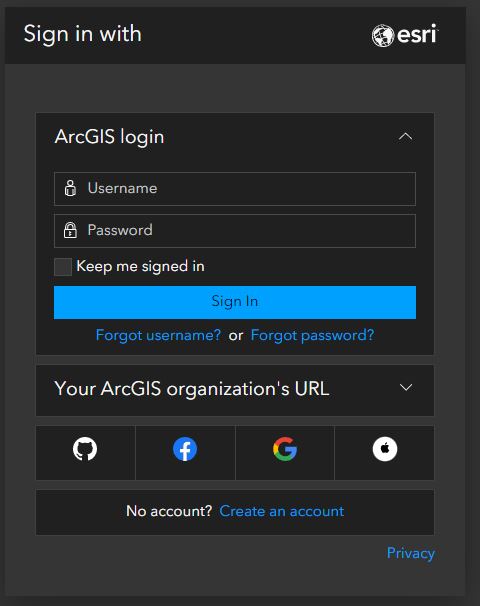 Sign in with
esri
ArcGIS login
Username
Password
Keep me signed in
Sign In
Forgot username? or Forgot password?
Your ArcGIS organization's URL
No account? Create an account
Privacy